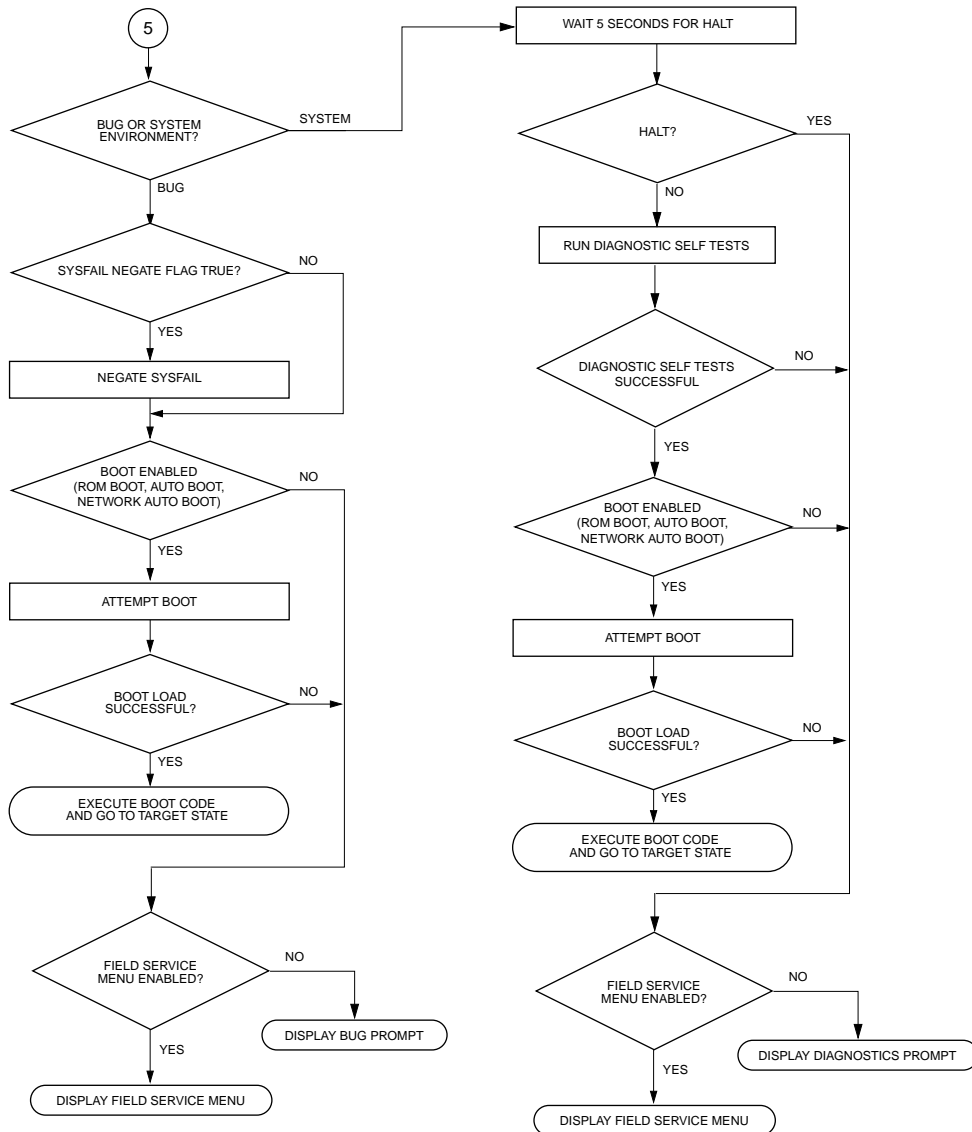 5
BUG OR SYSTEM
ENVIRONMENT?
SYSTEM
BUG
SYSFAIL NEGATE FLAG TRUE?
NO
YES
NEGATE SYSFAIL
BOOT ENABLED
(ROM BOOT, AUTO BOOT,
NETWORK AUTO BOOT)
NO
YES
ATTEMPT BOOT
BOOT LOAD
SUCCESSFUL?
NO
YES
EXECUTE BOOT CODE
AND GO TO TARGET STATE
FIELD SERVICE
MENU ENABLED?
NO
DISPLAY BUG PROMPT
YES
DISPLAY FIELD SERVICE MENU
WAIT 5 SECONDS FOR HALT
HALT?
YES
NO
RUN DIAGNOSTIC SELF TESTS
DIAGNOSTIC SELF TESTS
SUCCESSFUL
NO
YES
BOOT ENABLED
(ROM BOOT, AUTO BOOT,
NETWORK AUTO BOOT)
NO
YES
ATTEMPT BOOT
BOOT LOAD
SUCCESSFUL?
NO
YES
EXECUTE BOOT CODE
AND GO TO TARGET STATE
FIELD SERVICE
MENU ENABLED?
NO
DISPLAY DIAGNOSTICS PROMPT
YES
DISPLAY FIELD SERVICE MENU